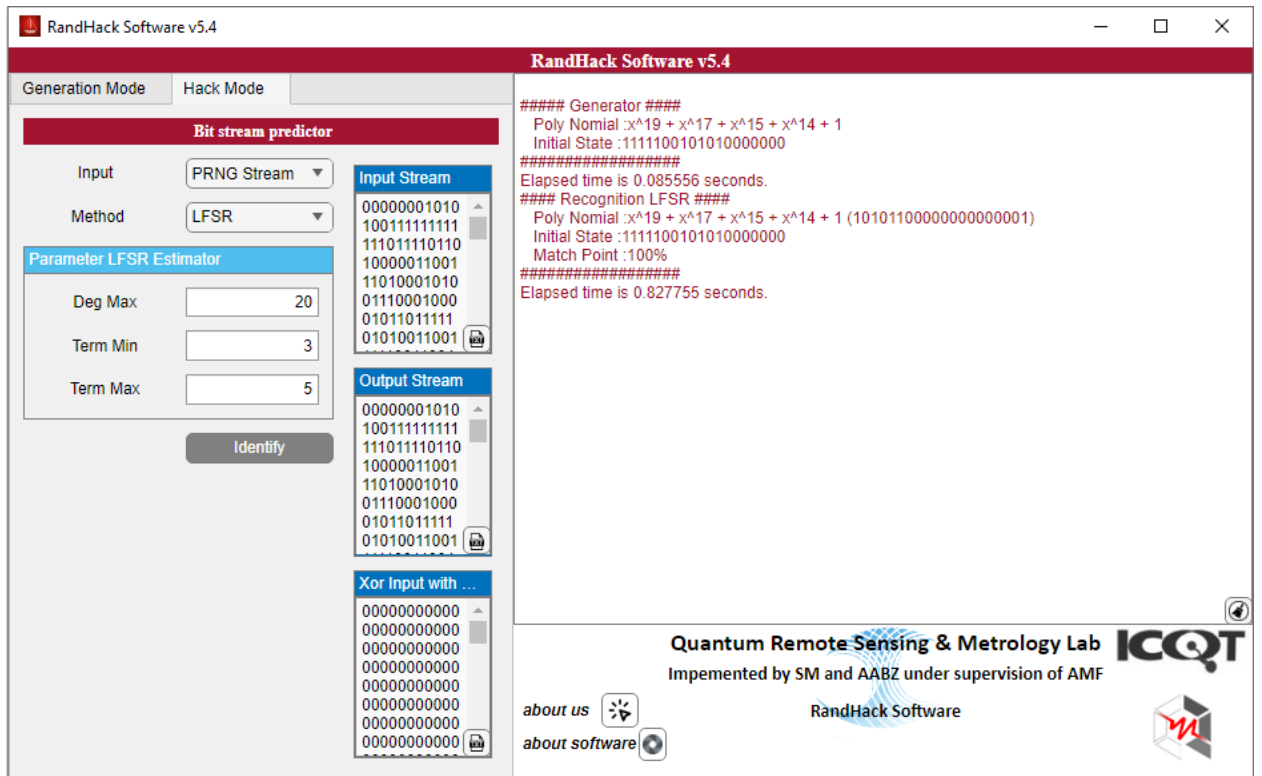 RandHack Software v5.4
RandHack Software v5.4
Generation Mode
Hack Mode
Bit stream predictor
Input
PRNG Stream
Method
LFSR
Parameter LFSR Estimator
Deg Max
20
Term Min
3
Term Max
5
Identify
Input Stream
00000001010
100111111111
111011110110
10000011001
11010001010
01110001000
01011011111
01010011001
Output Stream
00000001010
100111111111
111011110110
10000011001
11010001010
01110001000
01011011111
01010011001
Xor Input with ...
00000000000
00000000000
00000000000
00000000000
00000000000
00000000000
00000000000
00000000000
##### Generator ####
Poly Nomial :x^19 + x^17 + x^15 + x^14 + 1
Initial State :1111100101010000000
##################
Elapsed time is 0.085556 seconds.
#### Recognition LFSR ####
Poly Nomial :x^19 + x^17 + x^15 + x^14 + 1 (10101100000000000001)
Initial State :1111100101010000000
Match Point :100%
##################
Elapsed time is 0.827755 seconds.
Quantum Remote Sensing & Metrology Lab
ICQT
Impemented by SM and AABZ under supervision of AMF
about us
RandHack Software
about software